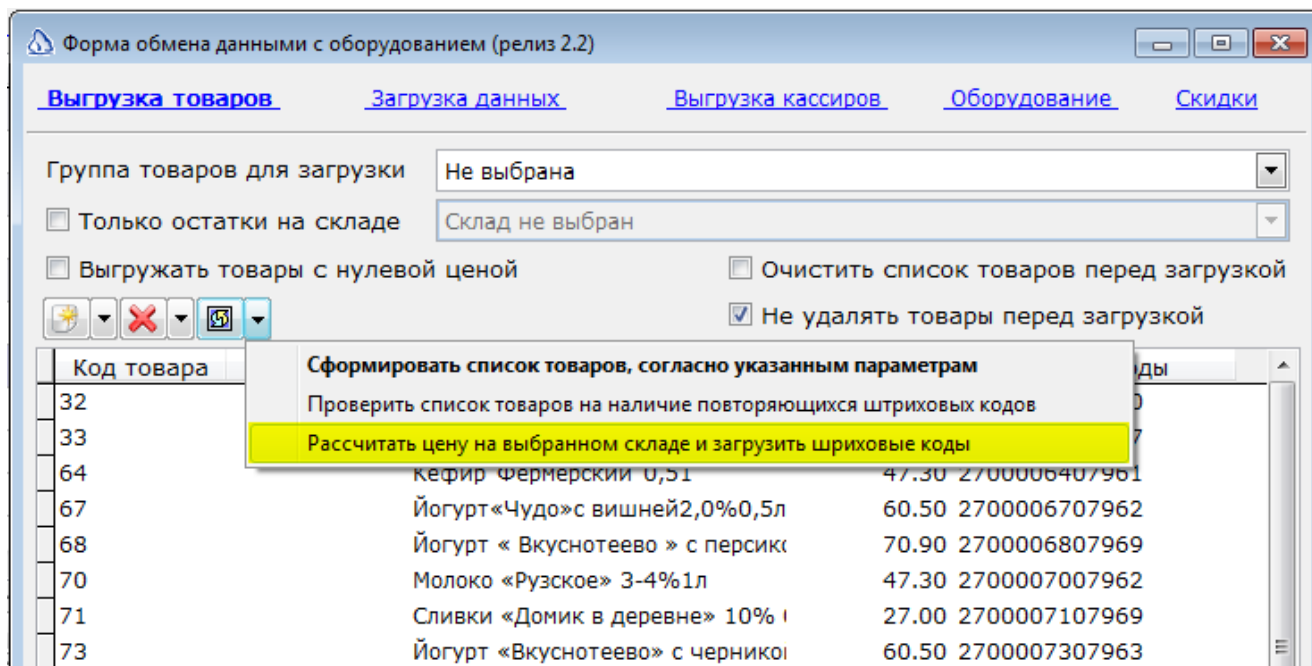 Форма обмена данными с оборудованием (релиз 2.2)
Выгрузка товаров Загрузка данных Выгрузка кассиров Оборудование Скидки
Группа товаров для загрузки Не выбрана
Только остатки на складе Склад не выбран
Выгружать товары с нулевой ценой Очистить список товаров перед загрузкой
Не удалять товары перед загрузкой
Код товара
Сформировать список товаров, согласно указанным параметрам
32
Проверить список товаров на наличие повторяющихся штриховых кодов
33
Рассчитать цену на выбранном складе и загрузить шриховые коды
64 Кефир Фермерский 0,51 47.30 2700006407961
67 Йогурт«Чудо»с вишней2,0%0,5л 60.50 2700006707962
68 Йогурт « Вкуснотеево » с персик 70.90 2700006807969
70 Молоко «Рузское» 3-4%1л 47.30 2700007007962
71 Сливки «Домик в деревне» 10% 27.00 2700007107969
73 Йогурт «Вкуснотеево» с чернико 60.50 2700007307963